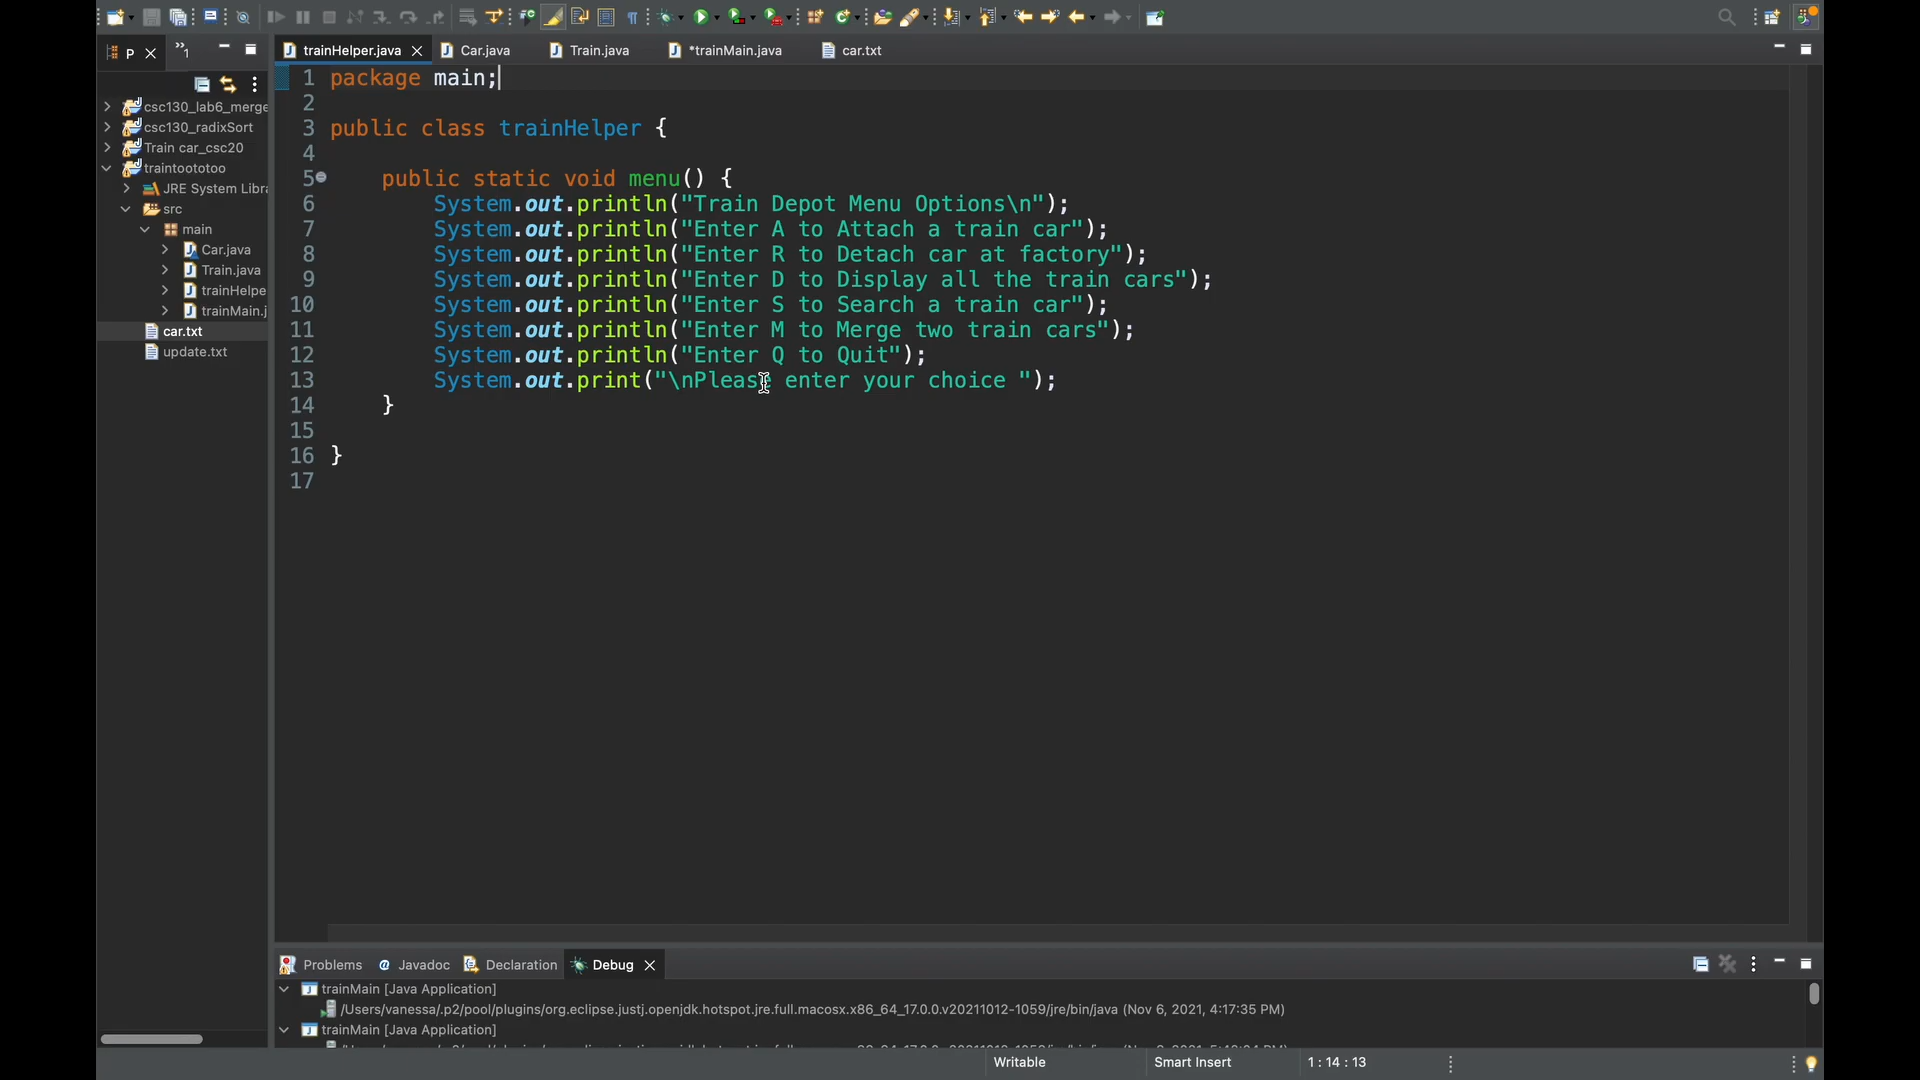 P
1
trainHelper.java
Car.java
Train.java
*trainMain.java
car.txt
csc130_lab6_merge
csc130_radixSort
Train car_csc20
traintoototoo
JRE System Libra
src
main
Car.java
Train.java
trainHelpe
trainMain.j
car.txt
update.txt
1 package main;
2
3 public class trainHelper {
4
5 public static void menu() {
6 System.out.println("Train Depot Menu Options\n");
7 System.out.println("Enter A to Attach a train car");
8 System.out.println("Enter R to Detach car at factory");
9 System.out.println("Enter D to Display all the train cars");
10 System.out.println("Enter S to Search a train car");
11 System.out.println("Enter M to Merge two train cars");
12 System.out.println("Enter Q to Quit");
13 System.out.print("\nPlease enter your choice ");
14 }
15
16 }
17
Problems @ Javadoc Declaration Debug
trainMain [Java Application]
/Users/vanessa/.p2/pool/plugins/org.eclipse.justj.openjdk.hotspot.jre.full.macosx.x86_64_17.0.0.v20211012-1059/jre/bin/java (Nov 6, 2021, 4:17:35 PM)
trainMain [Java Application]
Writable Smart Insert 1 : 14 : 13